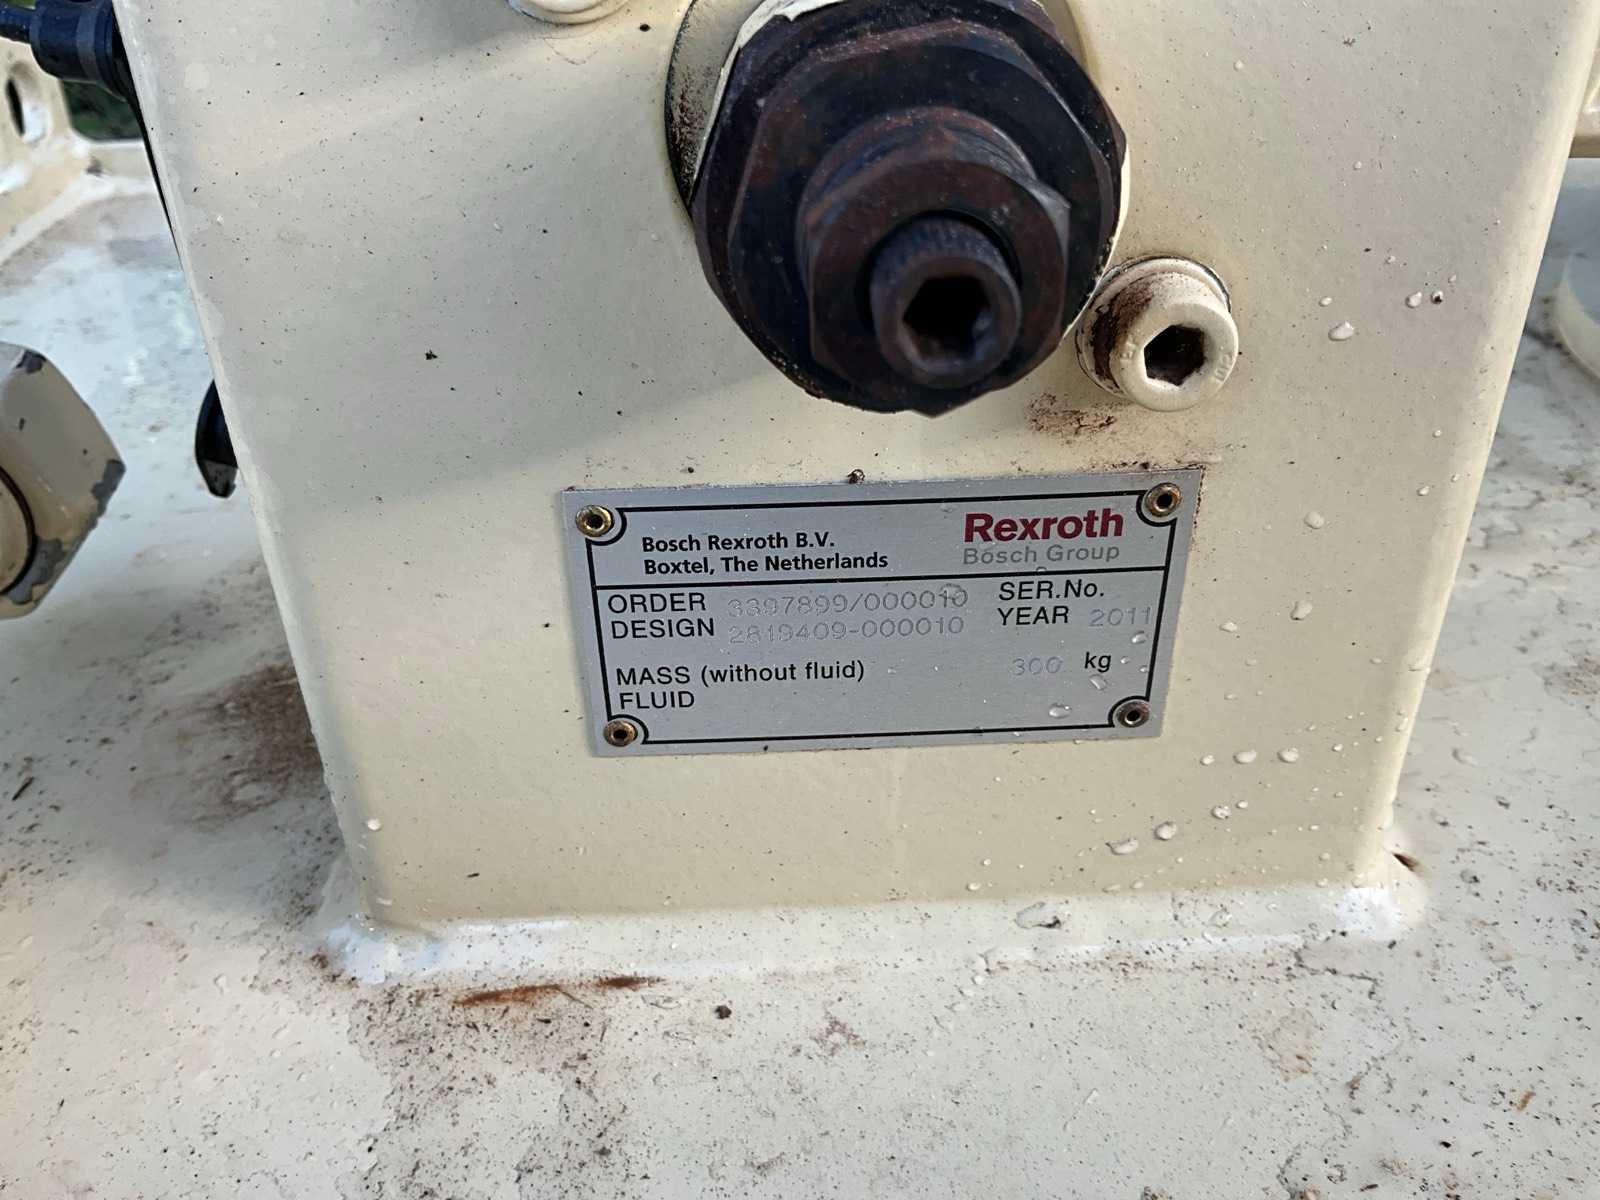 Bosch Rexroth B.V.
Boxtel, The Netherlands
Rexroth
Bosch Group
ORDER 3397899/000010 SER.No.
DESIGN 2819409-000010 YEAR 2011
MASS (without fluid) 300 kg
FLUID